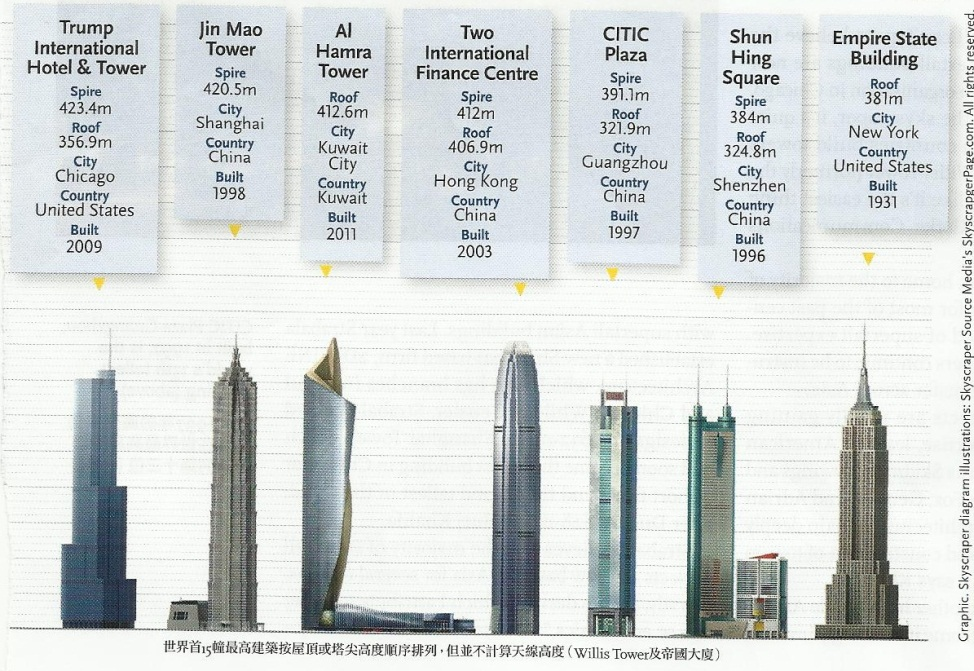 Trump
International
Hotel & Tower
Spire
423.4m
Roof
356.9m
City
Chicago
Country
United States
Built
2009
Jin Mao
Tower
Spire
420.5m
City
Shanghai
Country
China
Built
1998
Al
Hamra
Tower
Roof
412.6m
City
Kuwait
City
Country
Kuwait
Built
2011
Two
International
Finance Centre
Spire
412m
Roof
406.9m
City
Hong Kong
Country
China
Built
2003
CITIC
Plaza
Spire
391.1m
Roof
321.9m
City
Guangzhou
Country
China
Built
1997
Shun
Hing
Square
Spire
384m
Roof
324.8m
City
Shenzhen
Country
China
Built
1996
Empire State
Building
Roof
381m
City
New York
Country
United States
Built
1931
Graphic. Skyscraper diagram illustrations: Skyscraper Source Media's SkyscraperPage.com. All rights reserved.
世界首15幢最高建築按屋頂或塔尖高度順序排列，但並不計算天線高度（Willis Tower及帝國大廈）